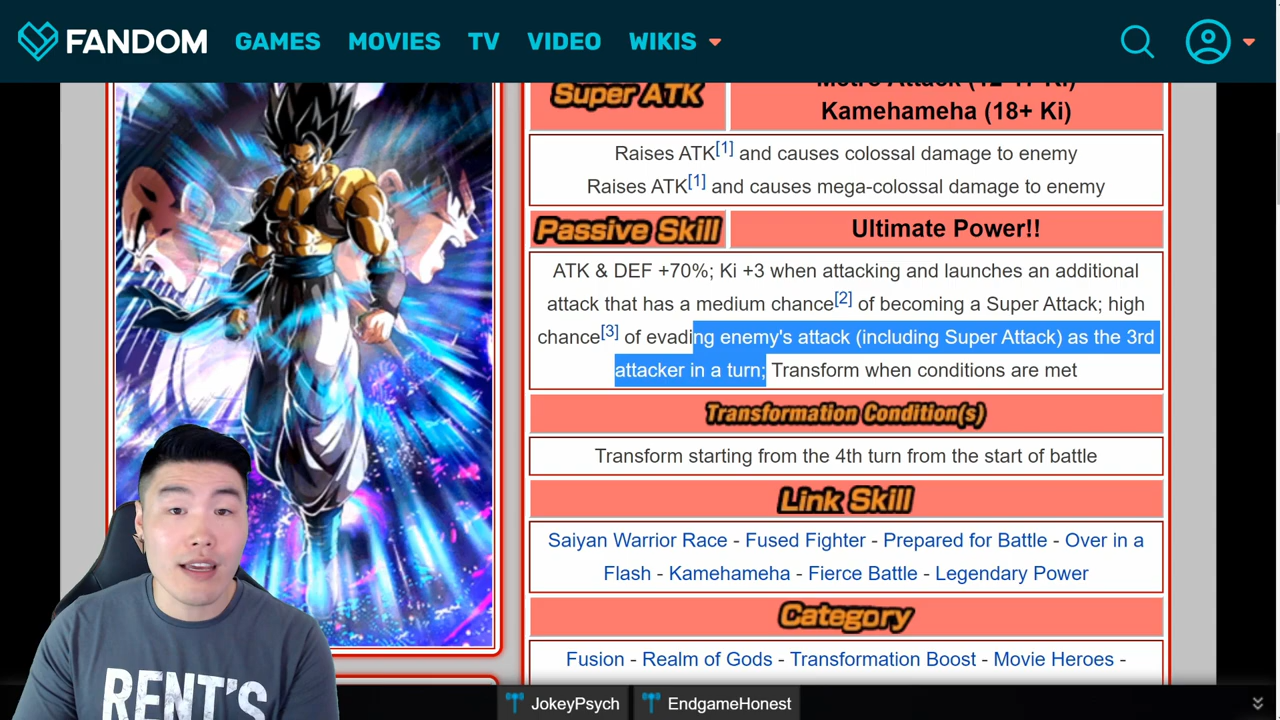 FANDOM GAMES MOVIES TV VIDEO WIKIS
Super ATK
Metro Attack (12-17 Ki)
Kamehameha (18+ Ki)
Raises ATK[1] and causes colossal damage to enemy
Raises ATK[1] and causes mega-colossal damage to enemy
Passive Skill
Ultimate Power!!
ATK & DEF +70%; Ki +3 when attacking and launches an additional
attack that has a medium chance[2] of becoming a Super Attack; high
chance[3] of evading enemy's attack (including Super Attack) as the 3rd
attacker in a turn; Transform when conditions are met
Transformation Condition(s)
Transform starting from the 4th turn from the start of battle
Link Skill
Saiyan Warrior Race - Fused Fighter - Prepared for Battle - Over in a
Flash - Kamehameha - Fierce Battle - Legendary Power
Category
Fusion - Realm of Gods - Transformation Boost - Movie Heroes -
RENT'S
JokeyPsych EndgameHonest